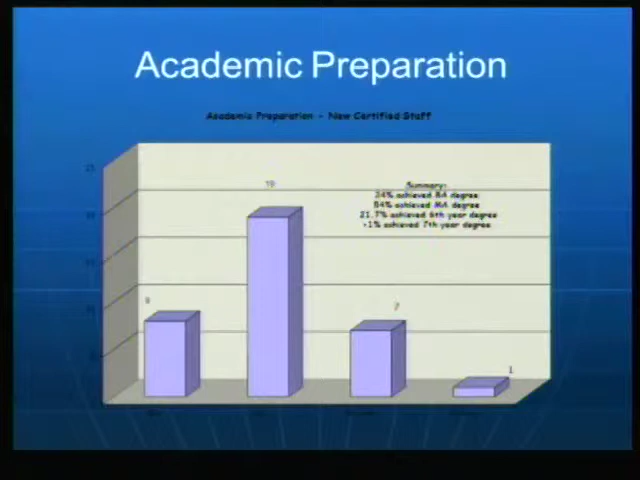 Academic Preparation
Academic Preparation - New Certified Staff
25
19
Summary:
24% achieved BA degree
54% achieved MA degree
21.7% achieved 6th year degree
<1% achieved 7th year degree
7
1